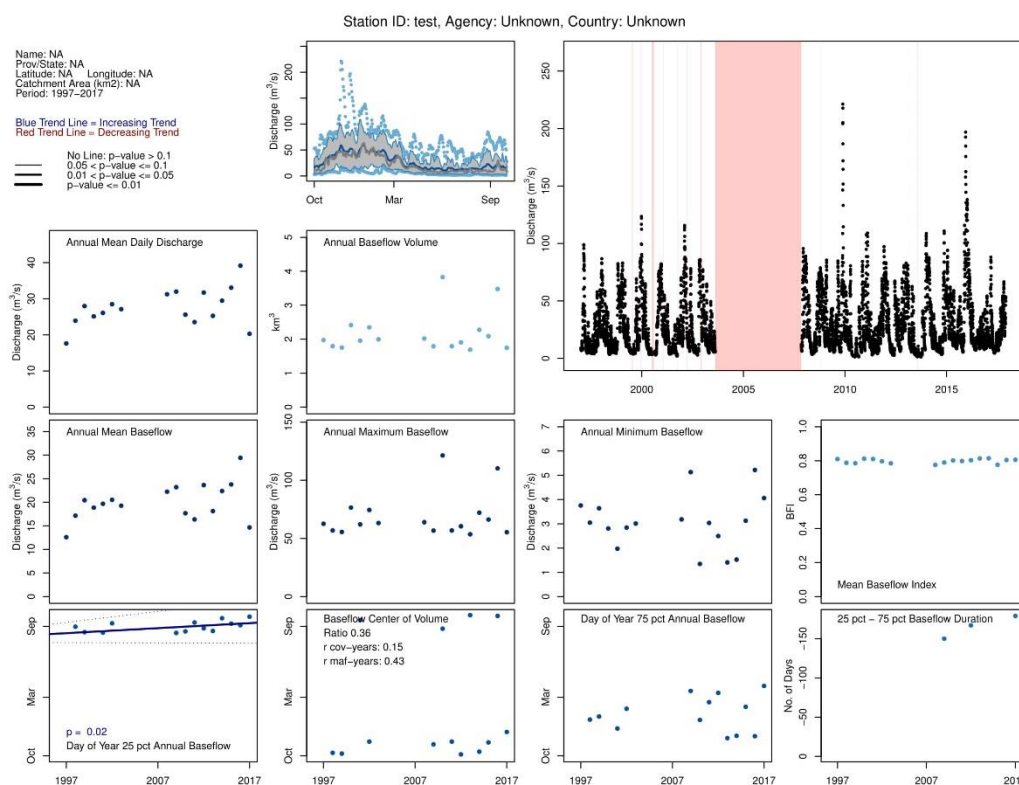 Station ID: test, Agency: Unknown, Country: Unknown
Name: NA
Prov/State: NA
Latitude: NA Longitude: NA
Catchment Area (km2): NA
Period: 1997−2017
Blue Trend Line = Increasing Trend
Red Trend Line = Decreasing Trend
No Line: p−value > 0.1
0.05 < p−value <= 0.1
0.01 < p−value <= 0.05
p−value <= 0.01
Discharge (m³/s)
0 50 100 200
Oct Mar Sep
Discharge (m³/s)
0 50 100 150 200 250
2000 2005 2010 2015
Annual Mean Daily Discharge
Discharge (m³/s)
0 10 20 30 40
Annual Baseflow Volume
km³
0 1 2 3 4 5
Annual Mean Baseflow
Discharge (m³/s)
0 5 10 15 20 25 30 35
Annual Maximum Baseflow
Discharge (m³/s)
0 50 100 150
Annual Minimum Baseflow
Discharge (m³/s)
0 1 2 3 4 5 6 7
BFI
0.0 0.2 0.4 0.6 0.8 1.0
Mean Baseflow Index
Oct Mar Sep
p = 0.02
Day of Year 25 pct Annual Baseflow
1997 2007 2017
Baseflow Center of Volume
Ratio 0.36
r cov−years: 0.15
r maf−years: 0.43
Oct Mar Sep
1997 2007 2017
Day of Year 75 pct Annual Baseflow
Oct Mar Sep
1997 2007 2017
25 pct − 75 pct Baseflow Duration
No. of Days
0 −50 −100 −150
1997 2007 201